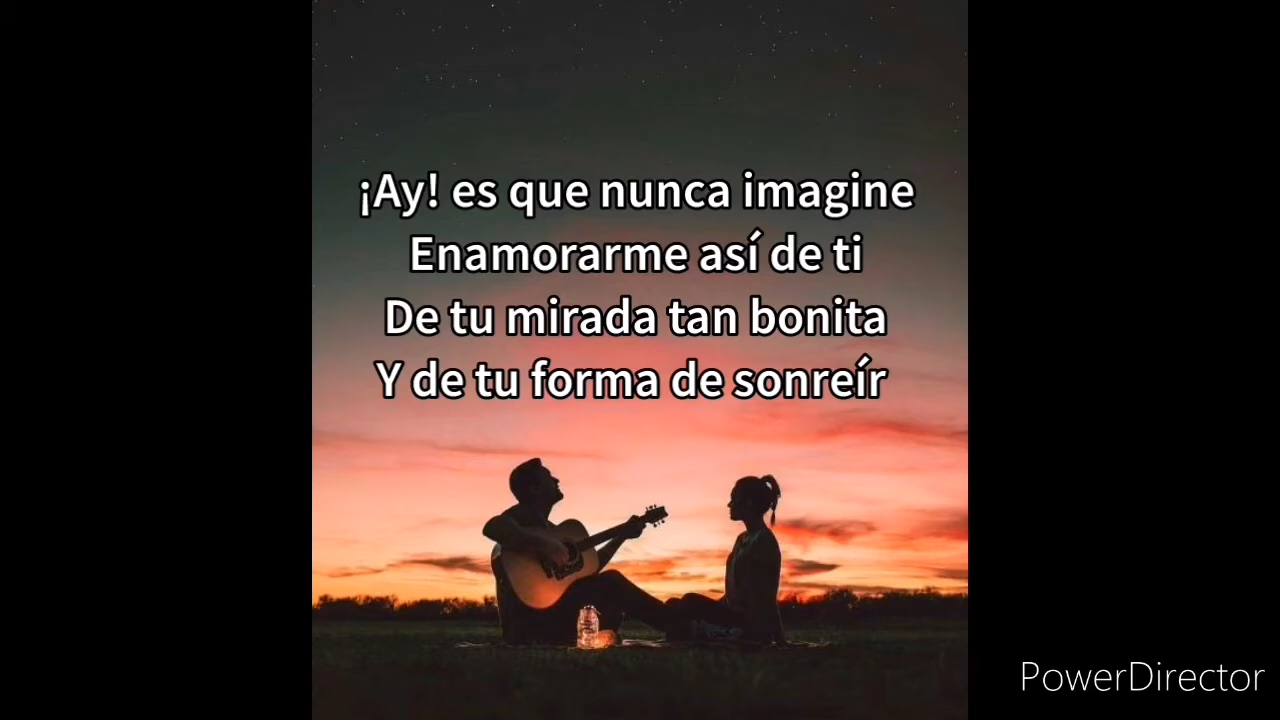 ¡Ay! es que nunca imagine
Enamorarme así de ti
De tu mirada tan bonita
Y de tu forma de sonreír
PowerDirector